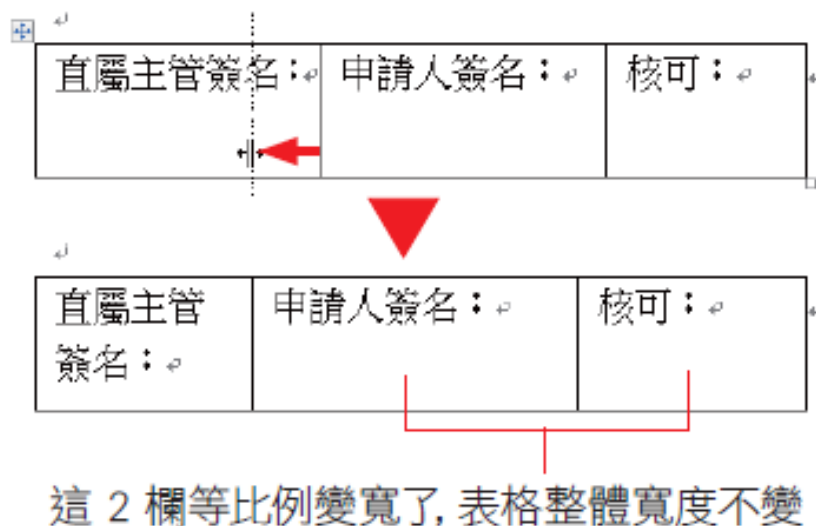 直屬主管簽名： 申請人簽名： 核可：
直屬主管 申請人簽名： 核可：
簽名：
這 2 欄等比例變寬了, 表格整體寬度不變